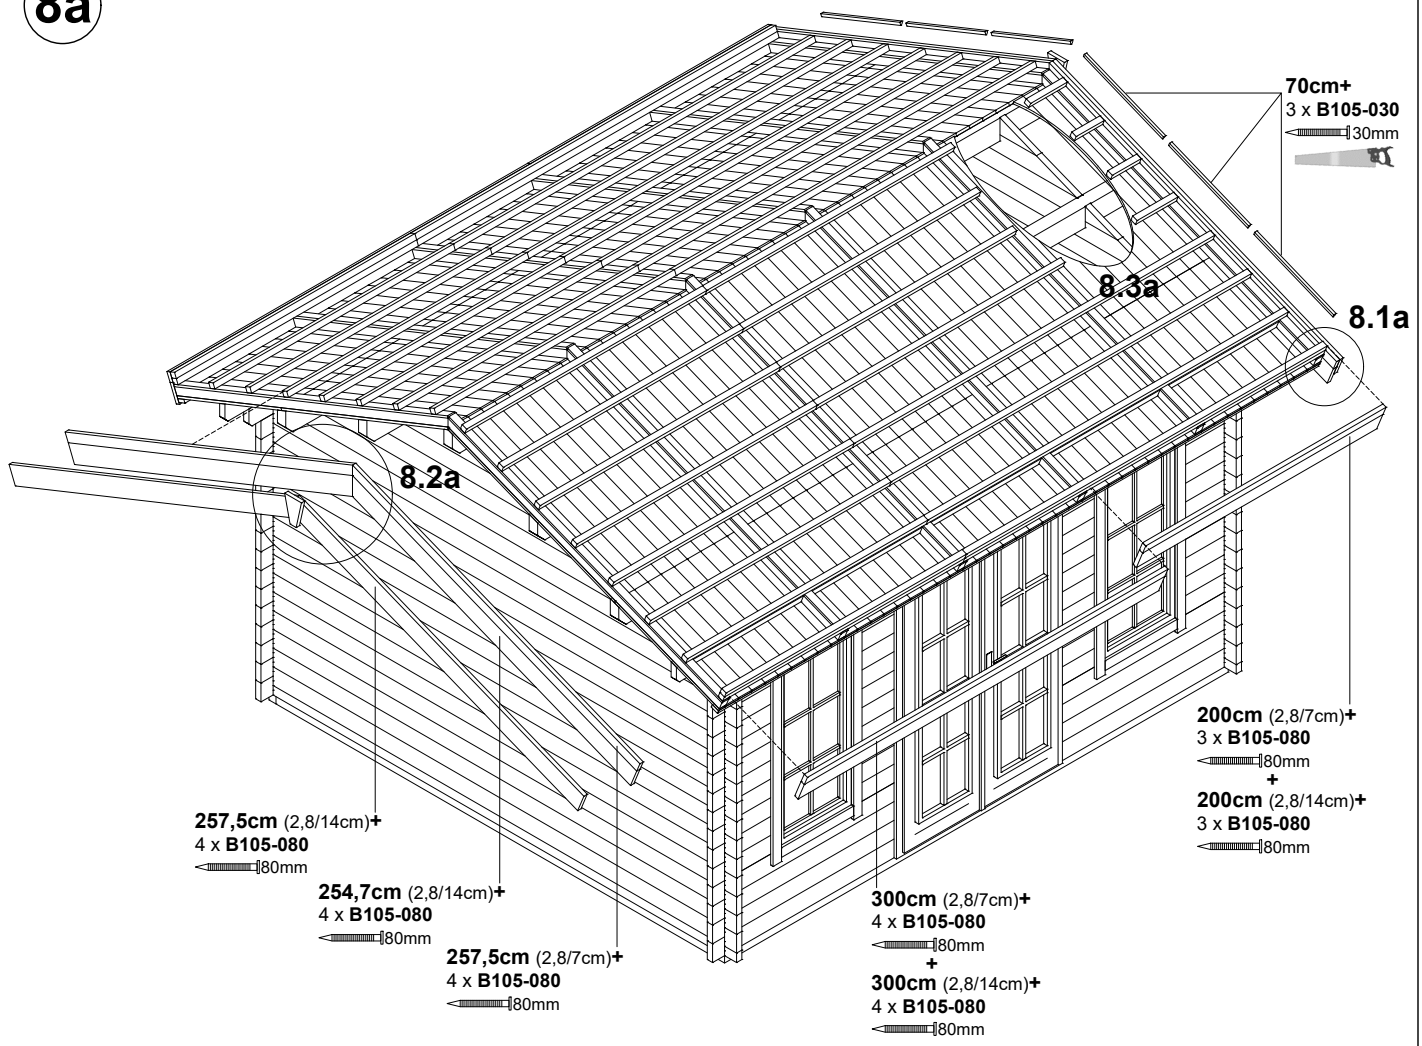 8a
70cm+
3 x B105-030
30mm
8.3a
8.1a
8.2a
200cm (2,8/7cm)+
3 x B105-080
80mm
+
200cm (2,8/14cm)+
3 x B105-080
80mm
257,5cm (2,8/14cm)+
4 x B105-080
80mm
254,7cm (2,8/14cm)+
4 x B105-080
80mm
257,5cm (2,8/7cm)+
4 x B105-080
80mm
300cm (2,8/7cm)+
4 x B105-080
80mm
+
300cm (2,8/14cm)+
4 x B105-080
80mm